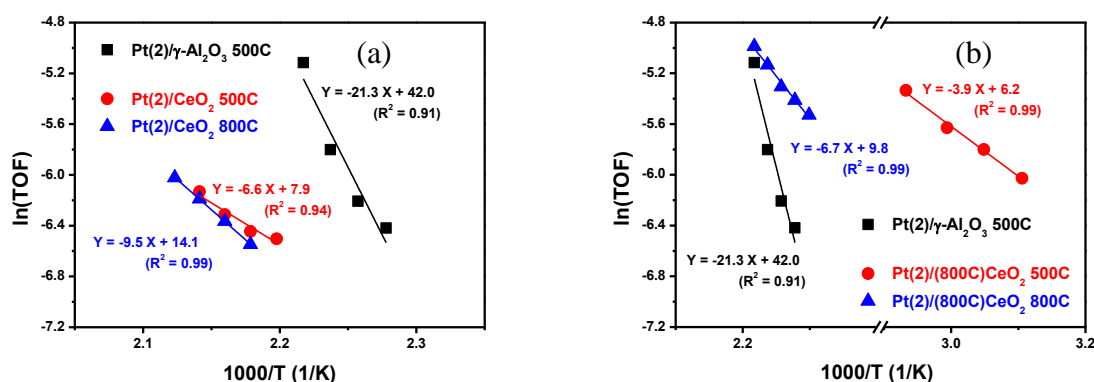 -4.8
-5.2
-5.6
-6.0
-6.4
-6.8
-7.2
ln(TOF)
2.1
2.2
2.3
1000/T (1/K)
Pt(2)/γ-Al₂O₃ 500C
Pt(2)/CeO₂ 500C
Pt(2)/CeO₂ 800C
(a)
Y = -21.3 X + 42.0
(R² = 0.91)
Y = -6.6 X + 7.9
(R² = 0.94)
Y = -9.5 X + 14.1
(R² = 0.99)
-4.8
-5.2
-5.6
-6.0
-6.4
-6.8
-7.2
ln(TOF)
2.2
3.0
3.2
1000/T (1/K)
(b)
Y = -3.9 X + 6.2
(R² = 0.99)
Y = -6.7 X + 9.8
(R² = 0.99)
Y = -21.3 X + 42.0
(R² = 0.91)
Pt(2)/γ-Al₂O₃ 500C
Pt(2)/(800C)CeO₂ 500C
Pt(2)/(800C)CeO₂ 800C